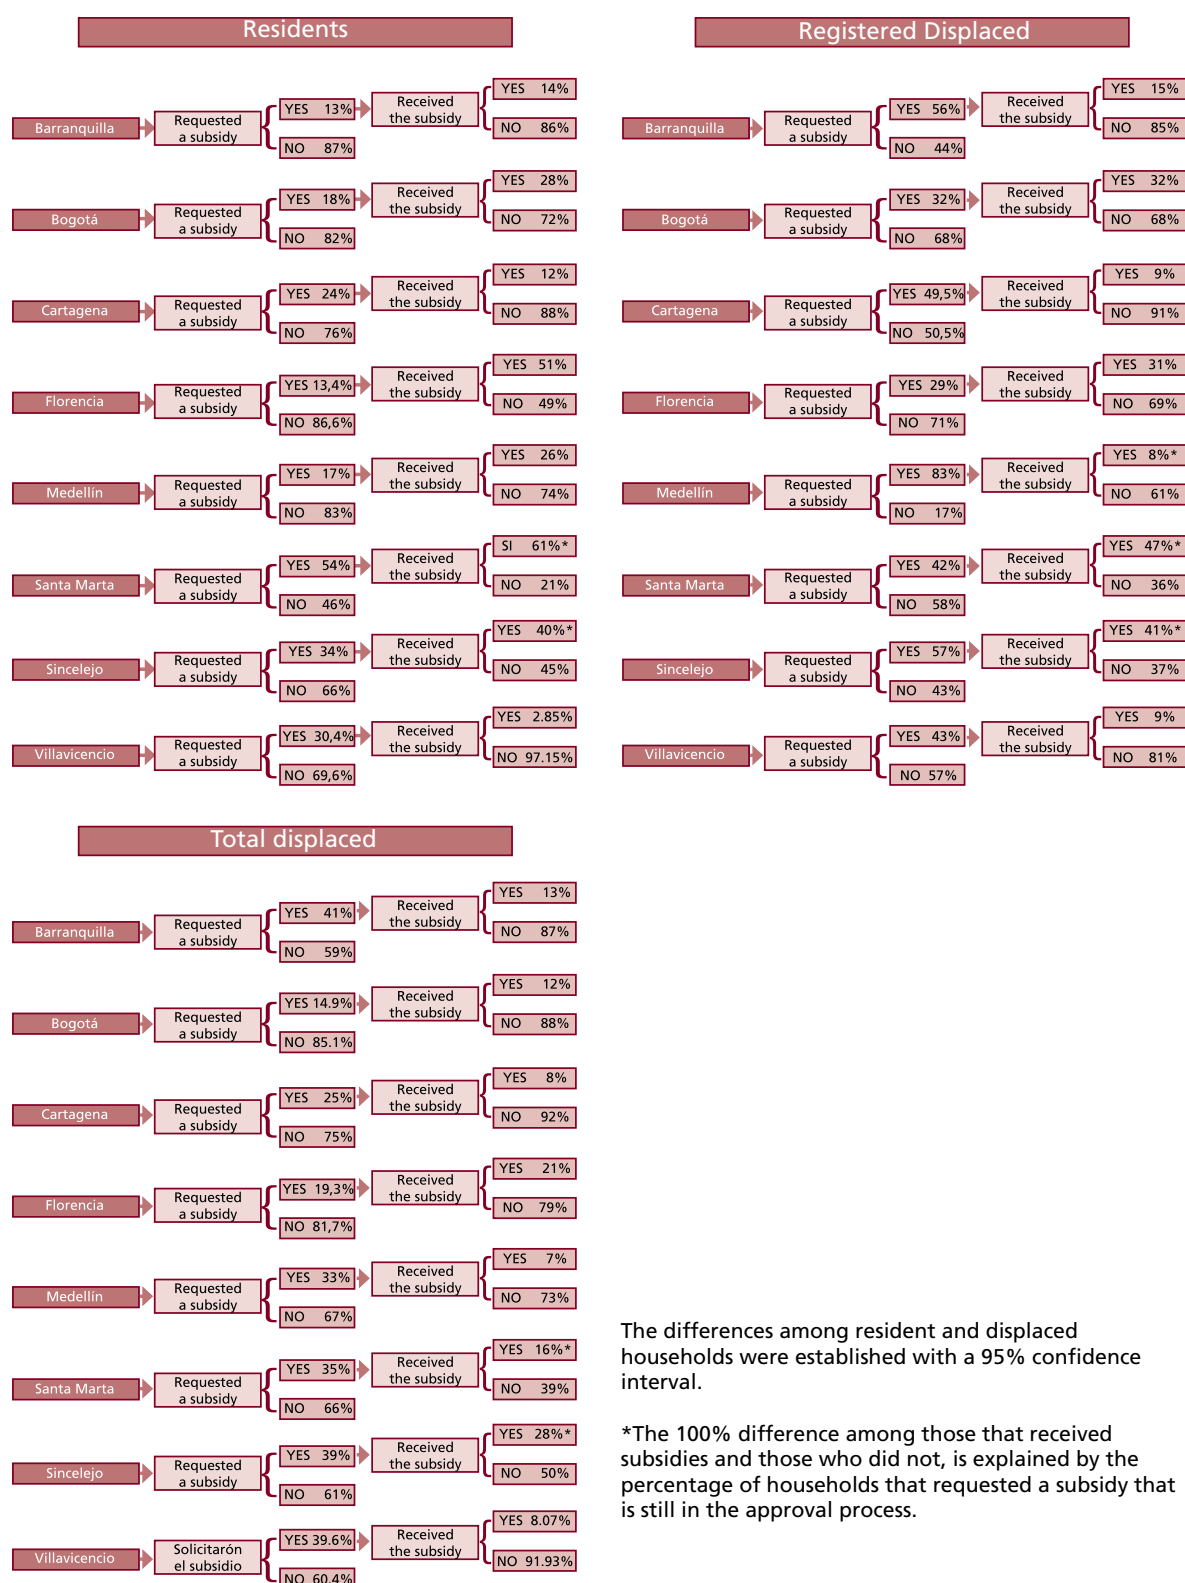 Residents
Barranquilla
Requested
a subsidy
YES 13%
NO 87%
Received
the subsidy
YES 14%
NO 86%
Bogotá
Requested
a subsidy
YES 18%
NO 82%
Received
the subsidy
YES 28%
NO 72%
Cartagena
Requested
a subsidy
YES 24%
NO 76%
Received
the subsidy
YES 12%
NO 88%
Florencia
Requested
a subsidy
YES 13,4%
NO 86,6%
Received
the subsidy
YES 51%
NO 49%
Medellín
Requested
a subsidy
YES 17%
NO 83%
Received
the subsidy
YES 26%
NO 74%
Santa Marta
Requested
a subsidy
YES 54%
NO 46%
Received
the subsidy
SI 61%*
NO 21%
Sincelejo
Requested
a subsidy
YES 34%
NO 66%
Received
the subsidy
YES 40%*
NO 45%
Villavicencio
Requested
a subsidy
YES 30,4%
NO 69,6%
Received
the subsidy
YES 2.85%
NO 97.15%
Registered Displaced
Barranquilla
Requested
a subsidy
YES 56%
NO 44%
Received
the subsidy
YES 15%
NO 85%
Bogotá
Requested
a subsidy
YES 32%
NO 68%
Received
the subsidy
YES 32%
NO 68%
Cartagena
Requested
a subsidy
YES 49,5%
NO 50,5%
Received
the subsidy
YES 9%
NO 91%
Florencia
Requested
a subsidy
YES 29%
NO 71%
Received
the subsidy
YES 31%
NO 69%
Medellín
Requested
a subsidy
YES 83%
NO 17%
Received
the subsidy
YES 8%*
NO 61%
Santa Marta
Requested
a subsidy
YES 42%
NO 58%
Received
the subsidy
YES 47%*
NO 36%
Sincelejo
Requested
a subsidy
YES 57%
NO 43%
Received
the subsidy
YES 41%*
NO 37%
Villavicencio
Requested
a subsidy
YES 43%
NO 57%
Received
the subsidy
YES 9%
NO 81%
Total displaced
Barranquilla
Requested
a subsidy
YES 41%
NO 59%
Received
the subsidy
YES 13%
NO 87%
Bogotá
Requested
a subsidy
YES 14.9%
NO 85.1%
Received
the subsidy
YES 12%
NO 88%
Cartagena
Requested
a subsidy
YES 25%
NO 75%
Received
the subsidy
YES 8%
NO 92%
Florencia
Requested
a subsidy
YES 19,3%
NO 81,7%
Received
the subsidy
YES 21%
NO 79%
Medellín
Requested
a subsidy
YES 33%
NO 67%
Received
the subsidy
YES 7%
NO 73%
Santa Marta
Requested
a subsidy
YES 35%
NO 66%
Received
the subsidy
YES 16%*
NO 39%
Sincelejo
Requested
a subsidy
YES 39%
NO 61%
Received
the subsidy
YES 28%*
NO 50%
Villavicencio
Solicitarón
el subsidio
YES 39.6%
NO 60.4%
Received
the subsidy
YES 8.07%
NO 91.93%
The differences among resident and displaced
households were established with a 95% confidence
interval.
*The 100% difference among those that received
subsidies and those who did not, is explained by the
percentage of households that requested a subsidy that
is still in the approval process.